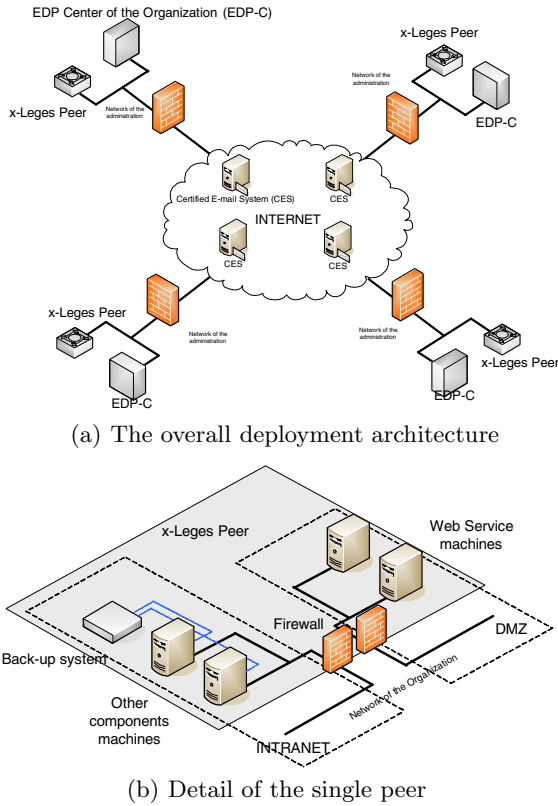 EDP Center of the Organization (EDP-C)
x-Leges Peer
x-Leges Peer
Network of the
administration
Network of the
administration
EDP-C
Certified E-mail System (CES)
CES
INTERNET
CES
CES
x-Leges Peer
Network of the
administration
Network of the
administration
x-Leges Peer
EDP-C
EDP-C
(a) The overall deployment architecture
x-Leges Peer
Web Service
machines
Firewall
DMZ
Back-up system
Network of the Organization
Other
components
machines
INTRANET
(b) Detail of the single peer